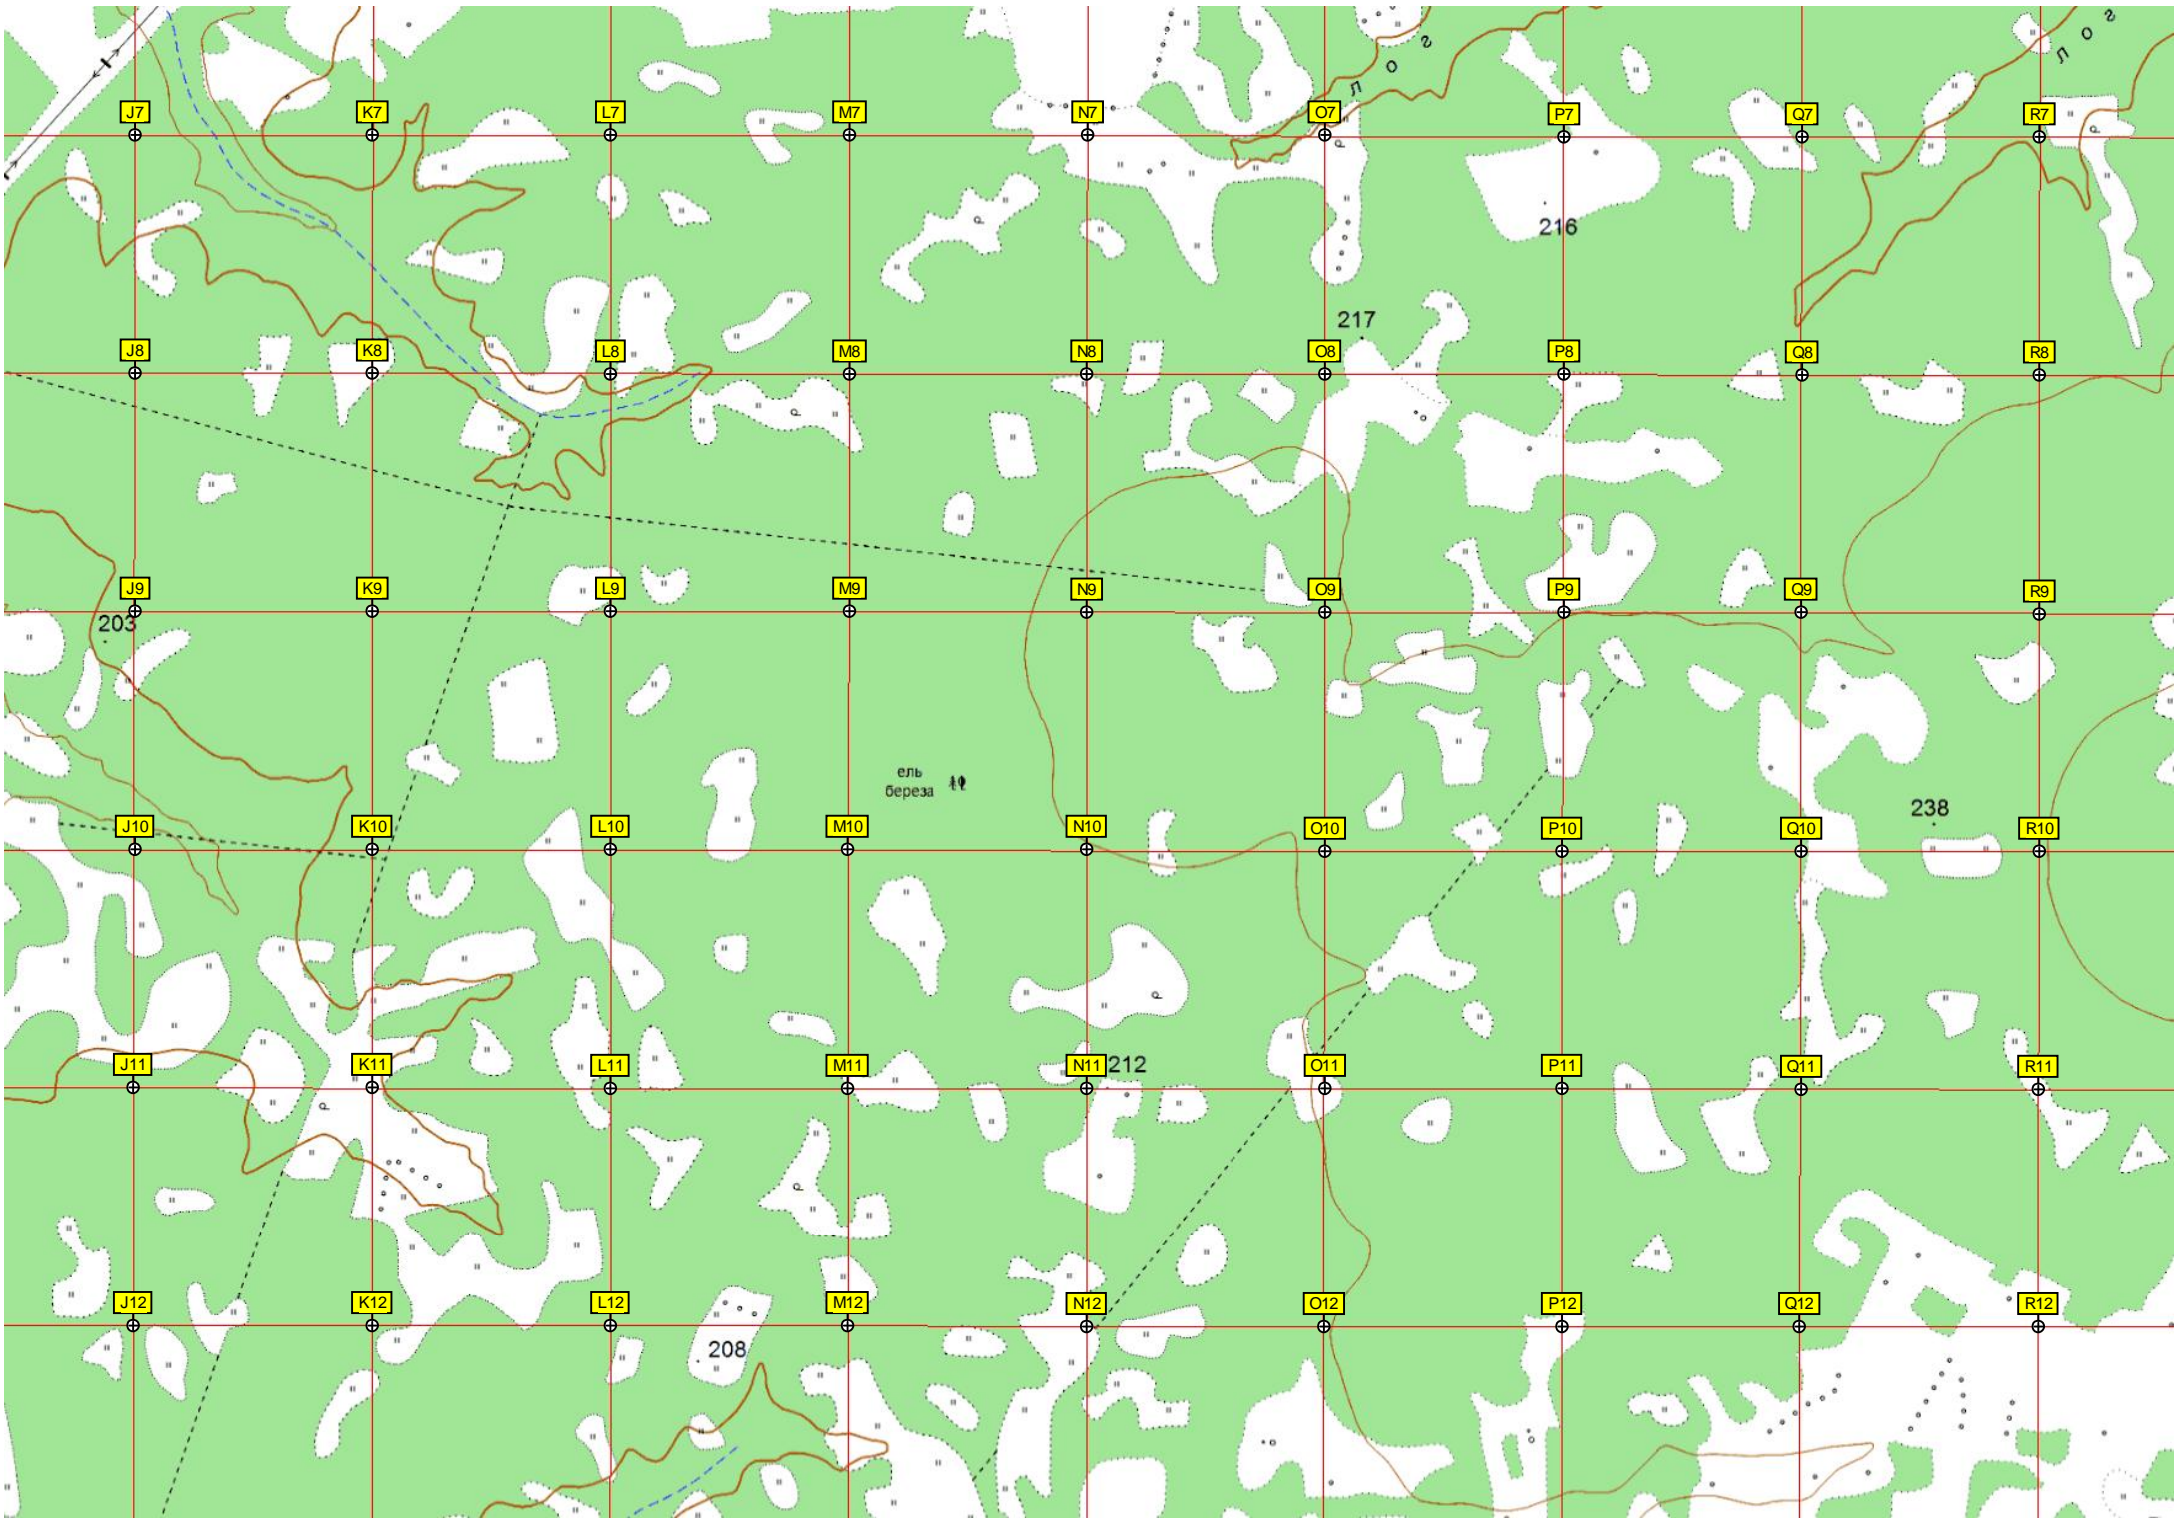 лог
лог
J7 K7 L7 M7 N7 O7 P7 Q7 R7
216
217
J8 K8 L8 M8 N8 O8 P8 Q8 R8
J9 K9 L9 M9 N9 O9 P9 Q9 R9
203
ель
береза
238
J10 K10 L10 M10 N10 O10 P10 Q10 R10
212
J11 K11 L11 M11 N11 O11 P11 Q11 R11
J12 K12 L12 M12 N12 O12 P12 Q12 R12
208